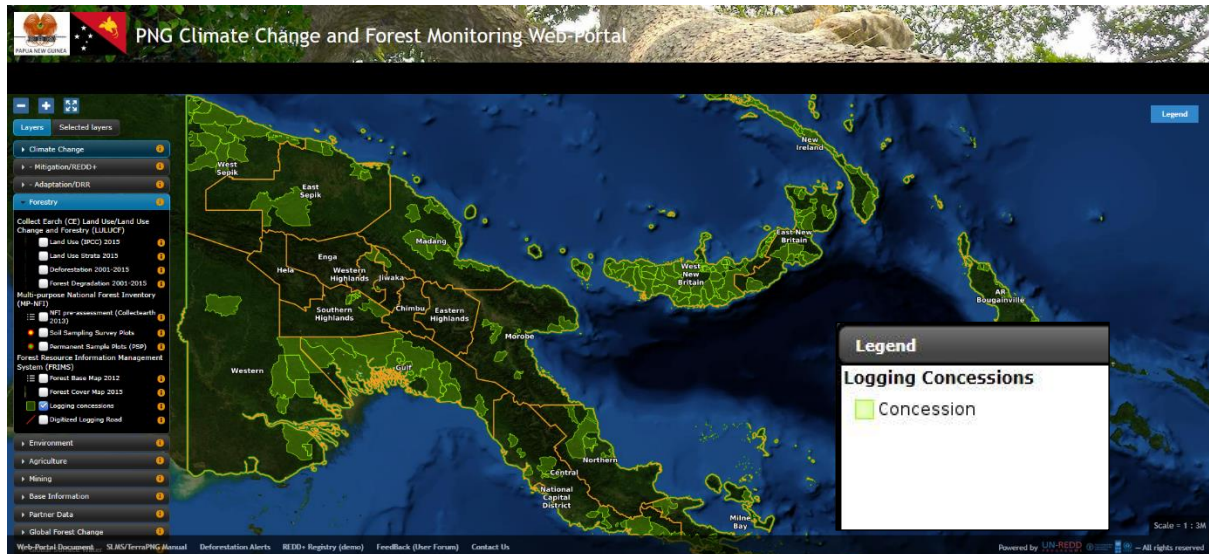 PAPUA NEW GUINEA
PNG Climate Change and Forest Monitoring Web-Portal
Layers
Selected layers
Legend
Climate Change
- Mitigation/REDD+
- Adaptation/DRR
Forestry
Collect Earch (CE) Land Use/Land Use
Change and Forestry (LULUCF)
Land Use (IPCC) 2015
Land Use Strata 2015
Deforestation 2001-2015
Forest Degradation 2001-2015
Multi-purpose National Forest Inventory
(MP-NFI)
NFI pre-assessment (Collectearth
2013)
Soil Sampling Survey Plots
Permanent Sample Plots (PSP)
Forest Resource Information Management
System (FRIMS)
Forest Base Map 2012
Forest Cover Map 2015
Logging concessions
Digitized Logging Road
Environment
Agriculture
Mining
Base Information
Partner Data
Global Forest Change
New
Ireland
West
Sepik
East
Sepik
East New
Britain
Madang
Enga
Hela
Western
Highlands
Jiwaka
West
New
Britain
AR
Bougainville
Southern
Highlands
Chimbu
Eastern
Highlands
Morobe
Western
Gulf
Northern
Central
National
Capital
District
Milne
Bay
Legend
Logging Concessions
Concession
Scale = 1 : 3M
Web-Portal Document
SLMS/TerraPNG Manual
Deforestation Alerts
REDD+ Registry (demo)
FeedBack (User Forum)
Contact Us
Powered by UN-REDD
– All rights reserved